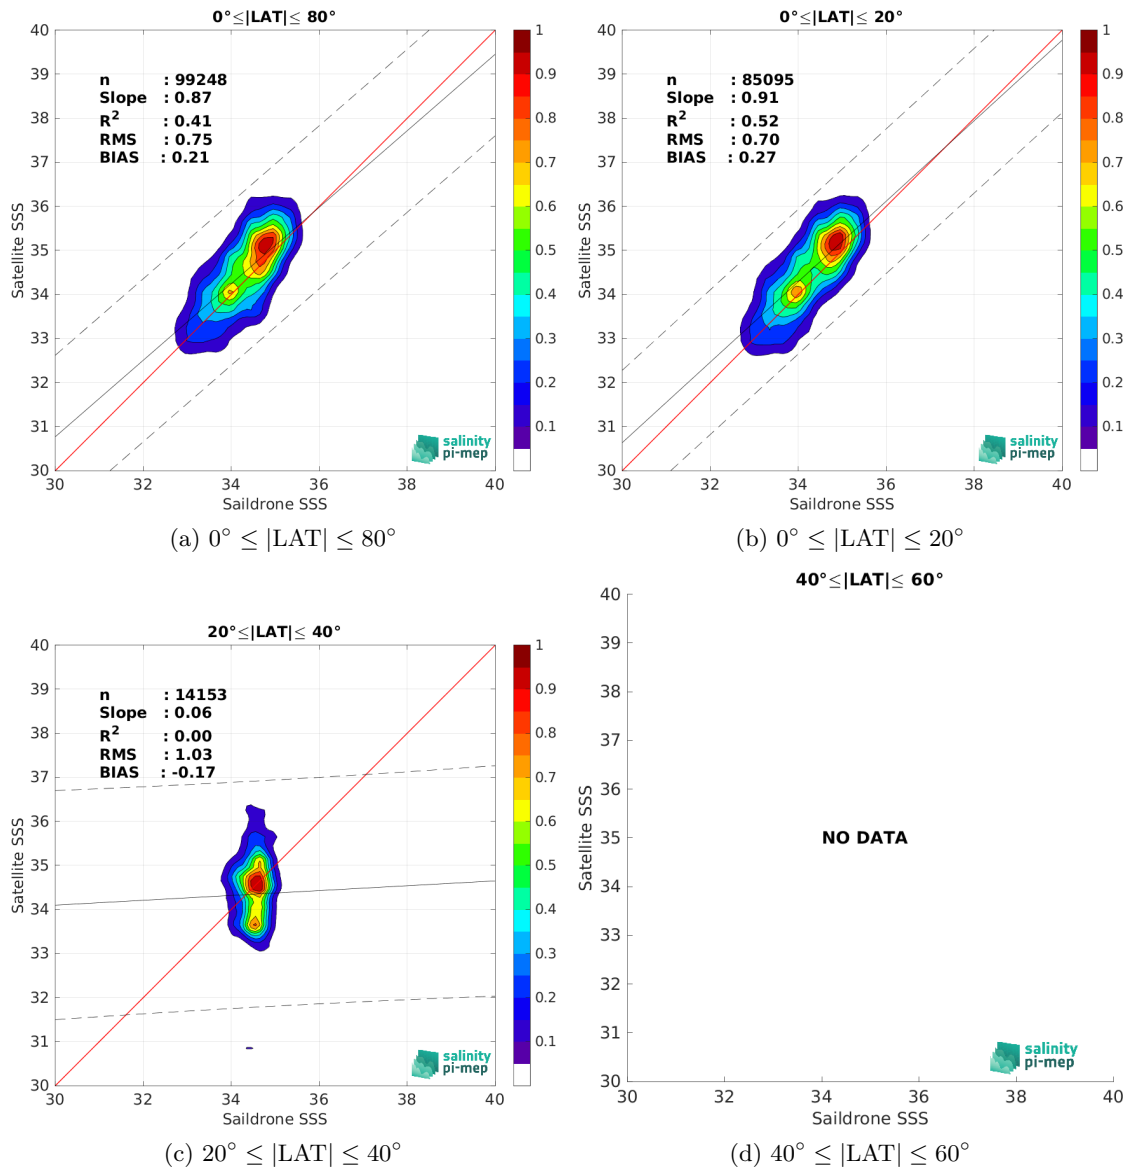 0°≤|LAT|≤ 80°
n : 99248
Slope : 0.87
R2 : 0.41
RMS : 0.75
BIAS : 0.21
40
39
38
37
36
35
34
33
32
31
30
Satellite SSS
30 32 34 36 38 40
Saildrone SSS
1
0.9
0.8
0.7
0.6
0.5
0.4
0.3
0.2
0.1
salinity
pi-mep
(a) 0° ≤ |LAT| ≤ 80°
0°≤|LAT|≤ 20°
n : 85095
Slope : 0.91
R2 : 0.52
RMS : 0.70
BIAS : 0.27
40
39
38
37
36
35
34
33
32
31
30
Satellite SSS
30 32 34 36 38 40
Saildrone SSS
1
0.9
0.8
0.7
0.6
0.5
0.4
0.3
0.2
0.1
salinity
pi-mep
(b) 0° ≤ |LAT| ≤ 20°
20°≤|LAT|≤ 40°
n : 14153
Slope : 0.06
R2 : 0.00
RMS : 1.03
BIAS : -0.17
40
39
38
37
36
35
34
33
32
31
30
Satellite SSS
30 32 34 36 38 40
Saildrone SSS
1
0.9
0.8
0.7
0.6
0.5
0.4
0.3
0.2
0.1
salinity
pi-mep
(c) 20° ≤ |LAT| ≤ 40°
40°≤|LAT|≤ 60°
40
39
38
37
36
35
34
33
32
31
30
Satellite SSS
NO DATA
30 32 34 36 38 40
Saildrone SSS
salinity
pi-mep
(d) 40° ≤ |LAT| ≤ 60°